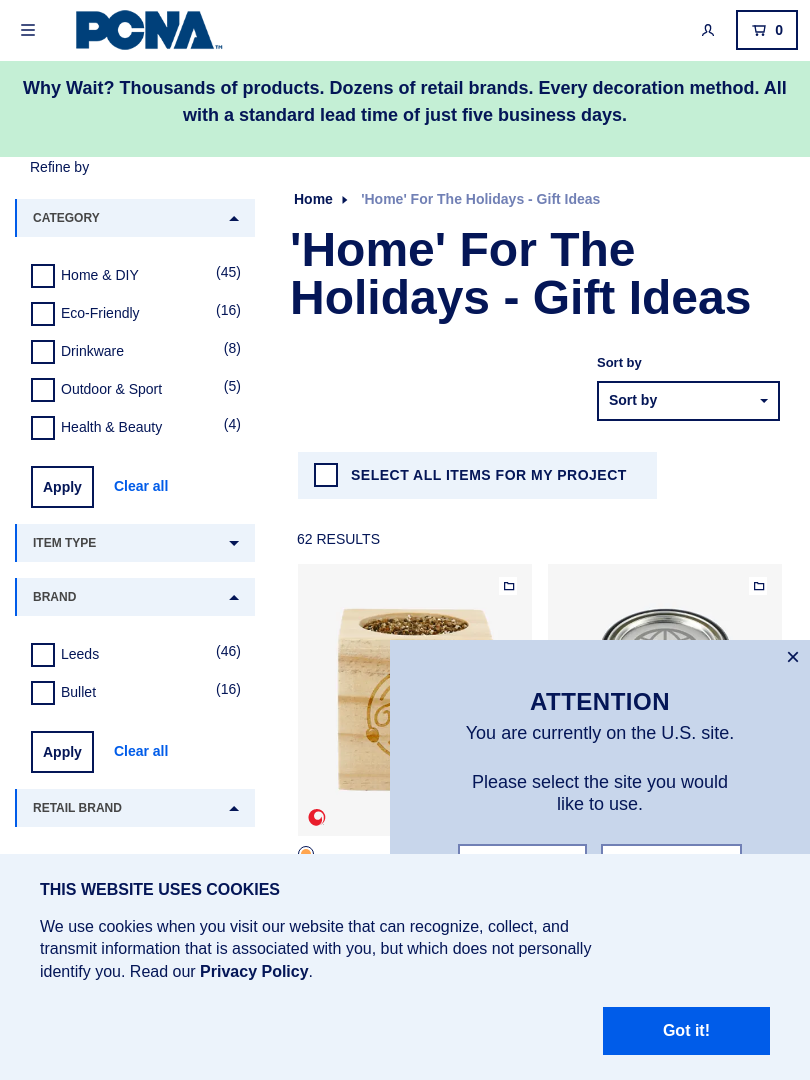 PCNA
0
Why Wait? Thousands of products. Dozens of retail brands. Every decoration method. All
with a standard lead time of just five business days.
Refine by
CATEGORY
Home & DIY (45)
Eco-Friendly (16)
Drinkware (8)
Outdoor & Sport (5)
Health & Beauty (4)
Apply Clear all
ITEM TYPE
BRAND
Leeds (46)
Bullet (16)
Apply Clear all
RETAIL BRAND
Home 'Home' For The Holidays - Gift Ideas
'Home' For The
Holidays - Gift Ideas
Sort by
Sort by
SELECT ALL ITEMS FOR MY PROJECT
62 RESULTS
ATTENTION
You are currently on the U.S. site.
Please select the site you would
like to use.
THIS WEBSITE USES COOKIES
We use cookies when you visit our website that can recognize, collect, and
transmit information that is associated with you, but which does not personally
identify you. Read our Privacy Policy.
Got it!